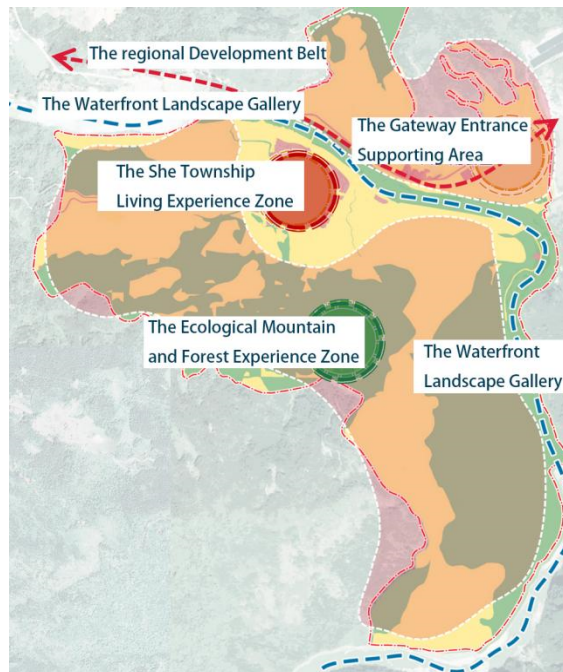 The regional Development Belt
The Waterfront Landscape Gallery
The Gateway Entrance
Supporting Area
The She Township
Living Experience Zone
The Ecological Mountain
and Forest Experience Zone
The Waterfront
Landscape Gallery